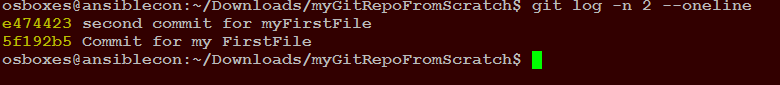 osboxes@ansiblecon:~/Downloads/myGitRepoFromScratch$ git log -n 2 --oneline
e474423 second commit for myFirstFile
5f192b5 Commit for my FirstFile
osboxes@ansiblecon:~/Downloads/myGitRepoFromScratch$